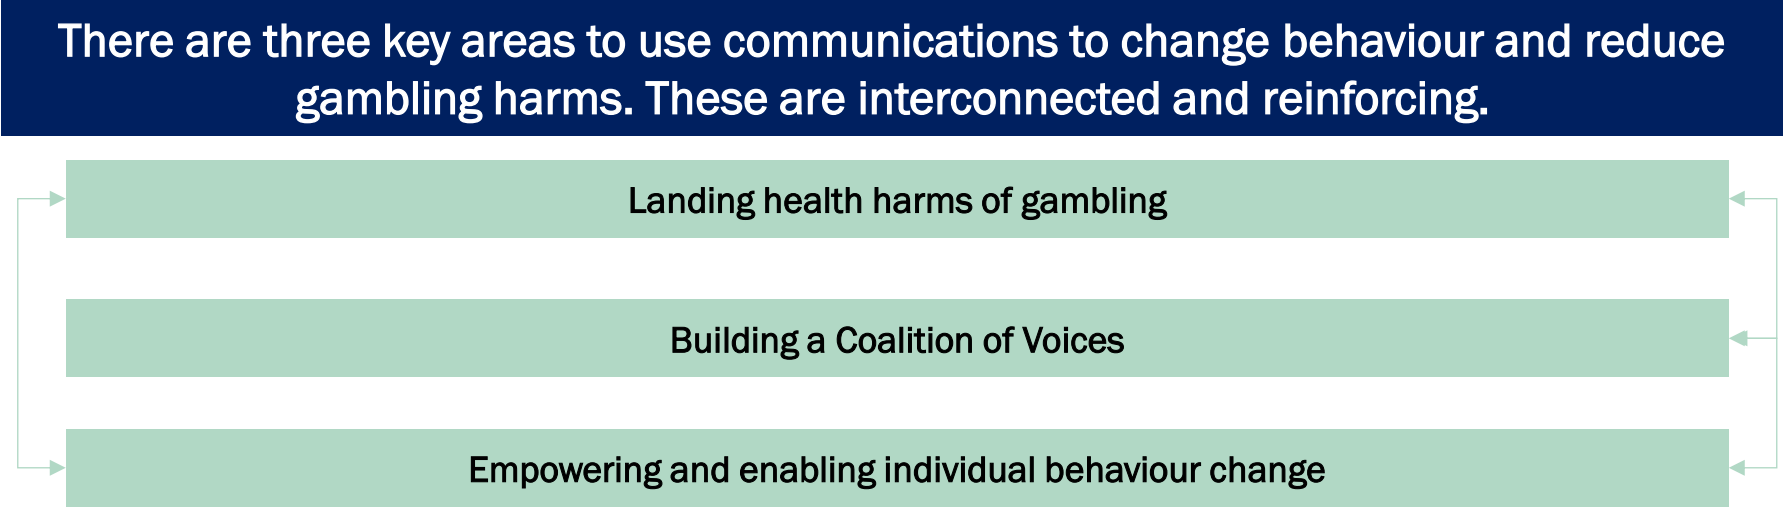 There are three key areas to use communications to change behaviour and reduce
gambling harms. These are interconnected and reinforcing.
Landing health harms of gambling
Building a Coalition of Voices
Empowering and enabling individual behaviour change